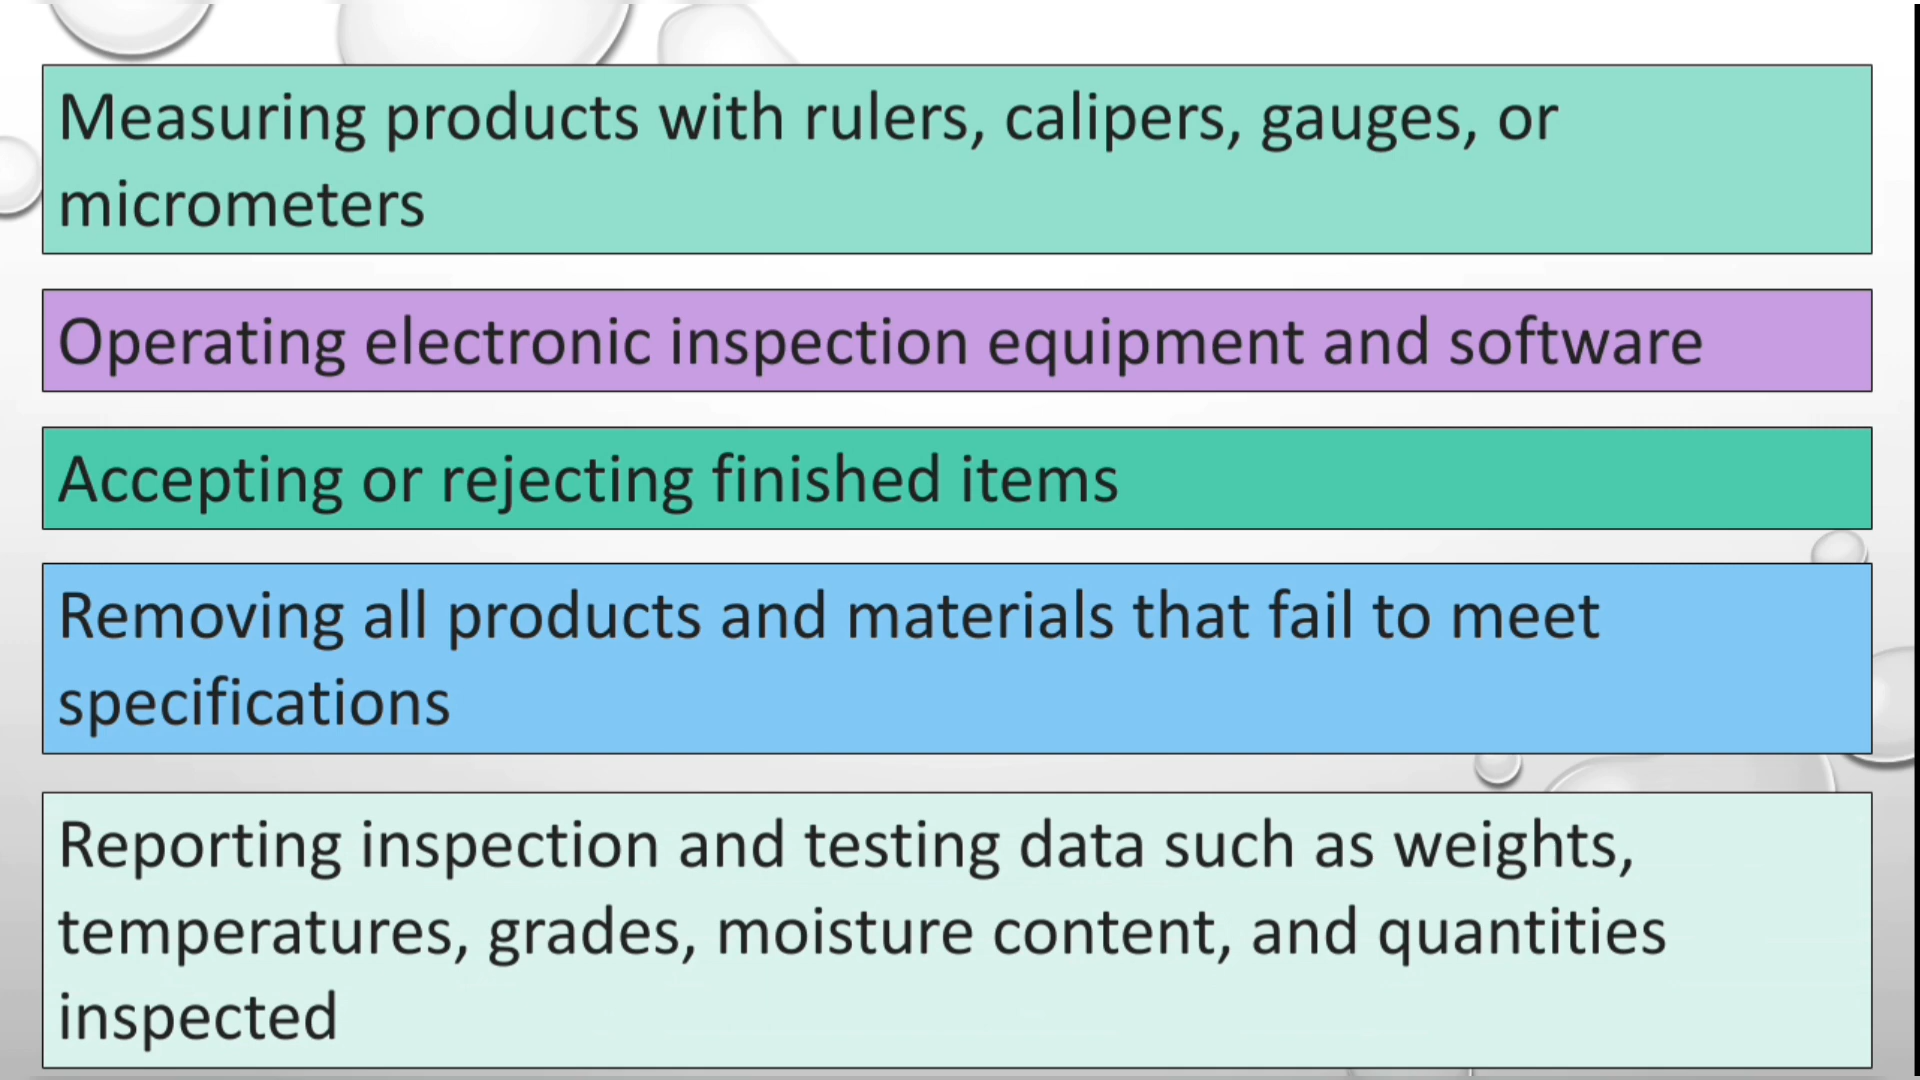 Measuring products with rulers, calipers, gauges, or
micrometers
Operating electronic inspection equipment and software
Accepting or rejecting finished items
Removing all products and materials that fail to meet
specifications
Reporting inspection and testing data such as weights,
temperatures, grades, moisture content, and quantities
inspected